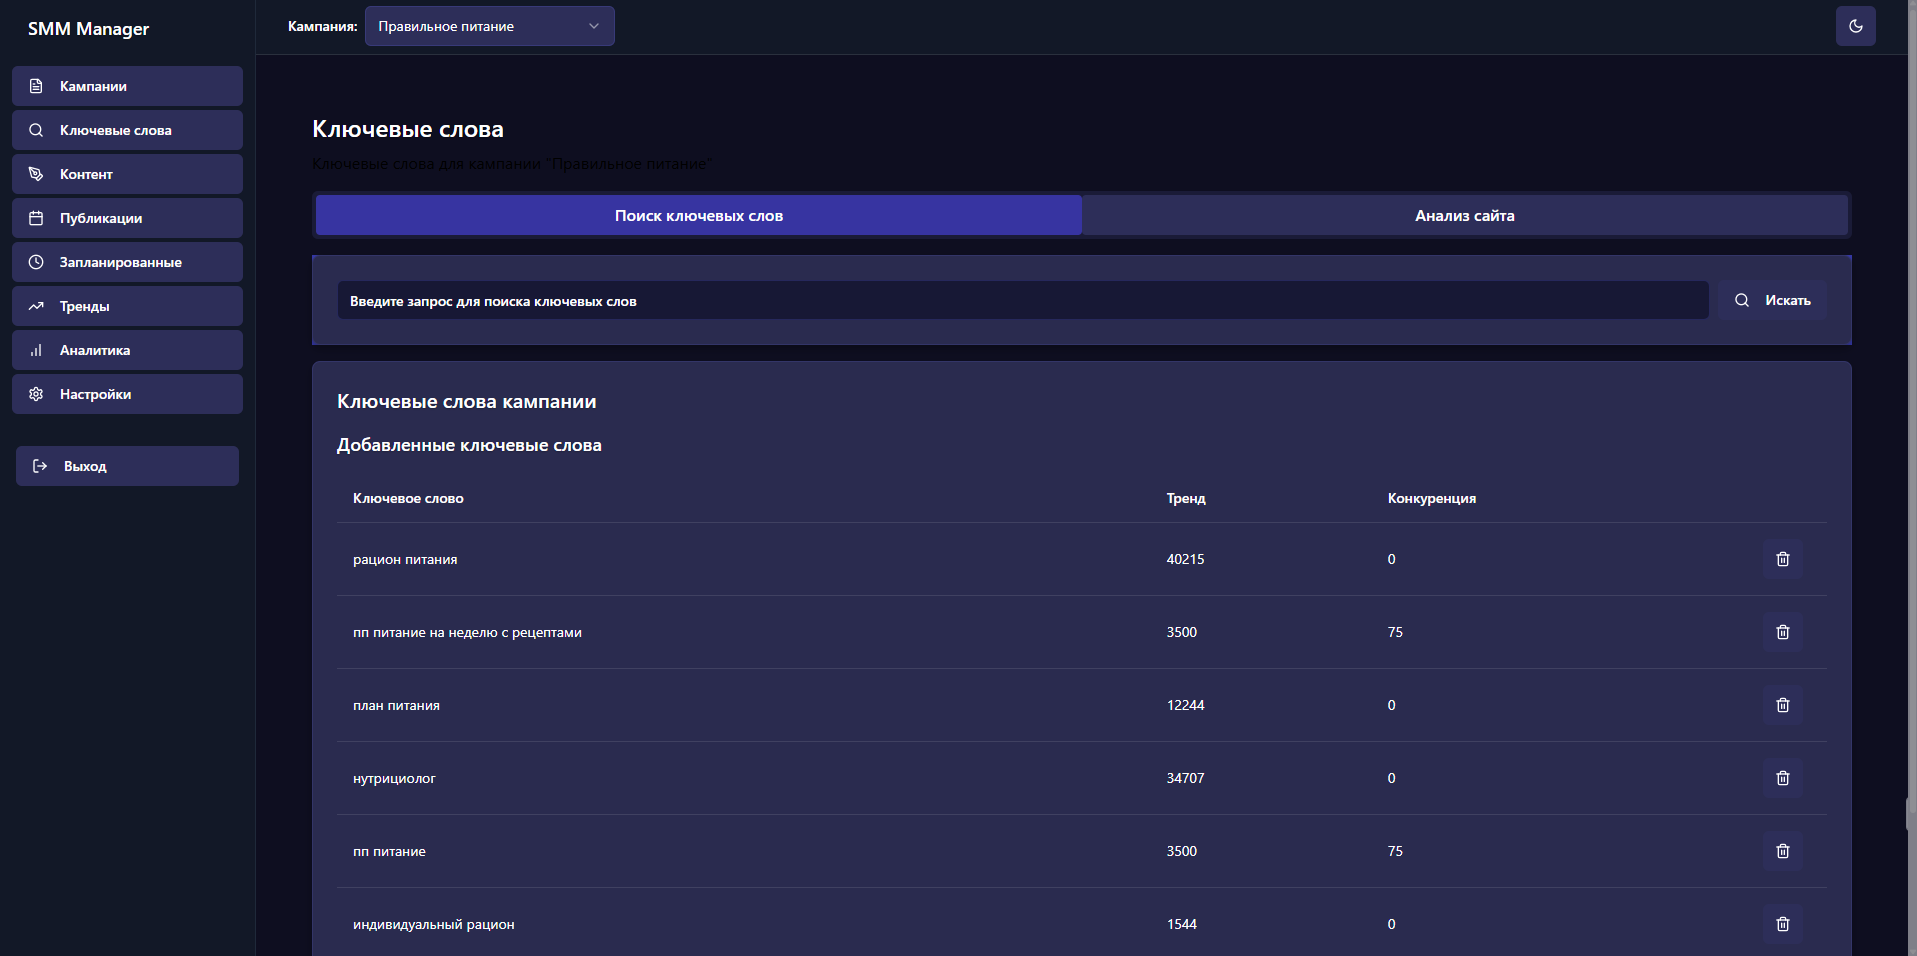 SMM Manager
Кампания: Правильное питание
Кампании
Ключевые слова
Контент
Публикации
Запланированные
Тренды
Аналитика
Настройки
Выход
Ключевые слова
Ключевые слова для кампании "Правильное питание"
Поиск ключевых слов Анализ сайта
Введите запрос для поиска ключевых слов Искать
Ключевые слова кампании
Добавленные ключевые слова
Ключевое слово Тренд Конкуренция
рацион питания 40215 0
пп питание на неделю с рецептами 3500 75
план питания 12244 0
нутрициолог 34707 0
пп питание 3500 75
индивидуальный рацион 1544 0